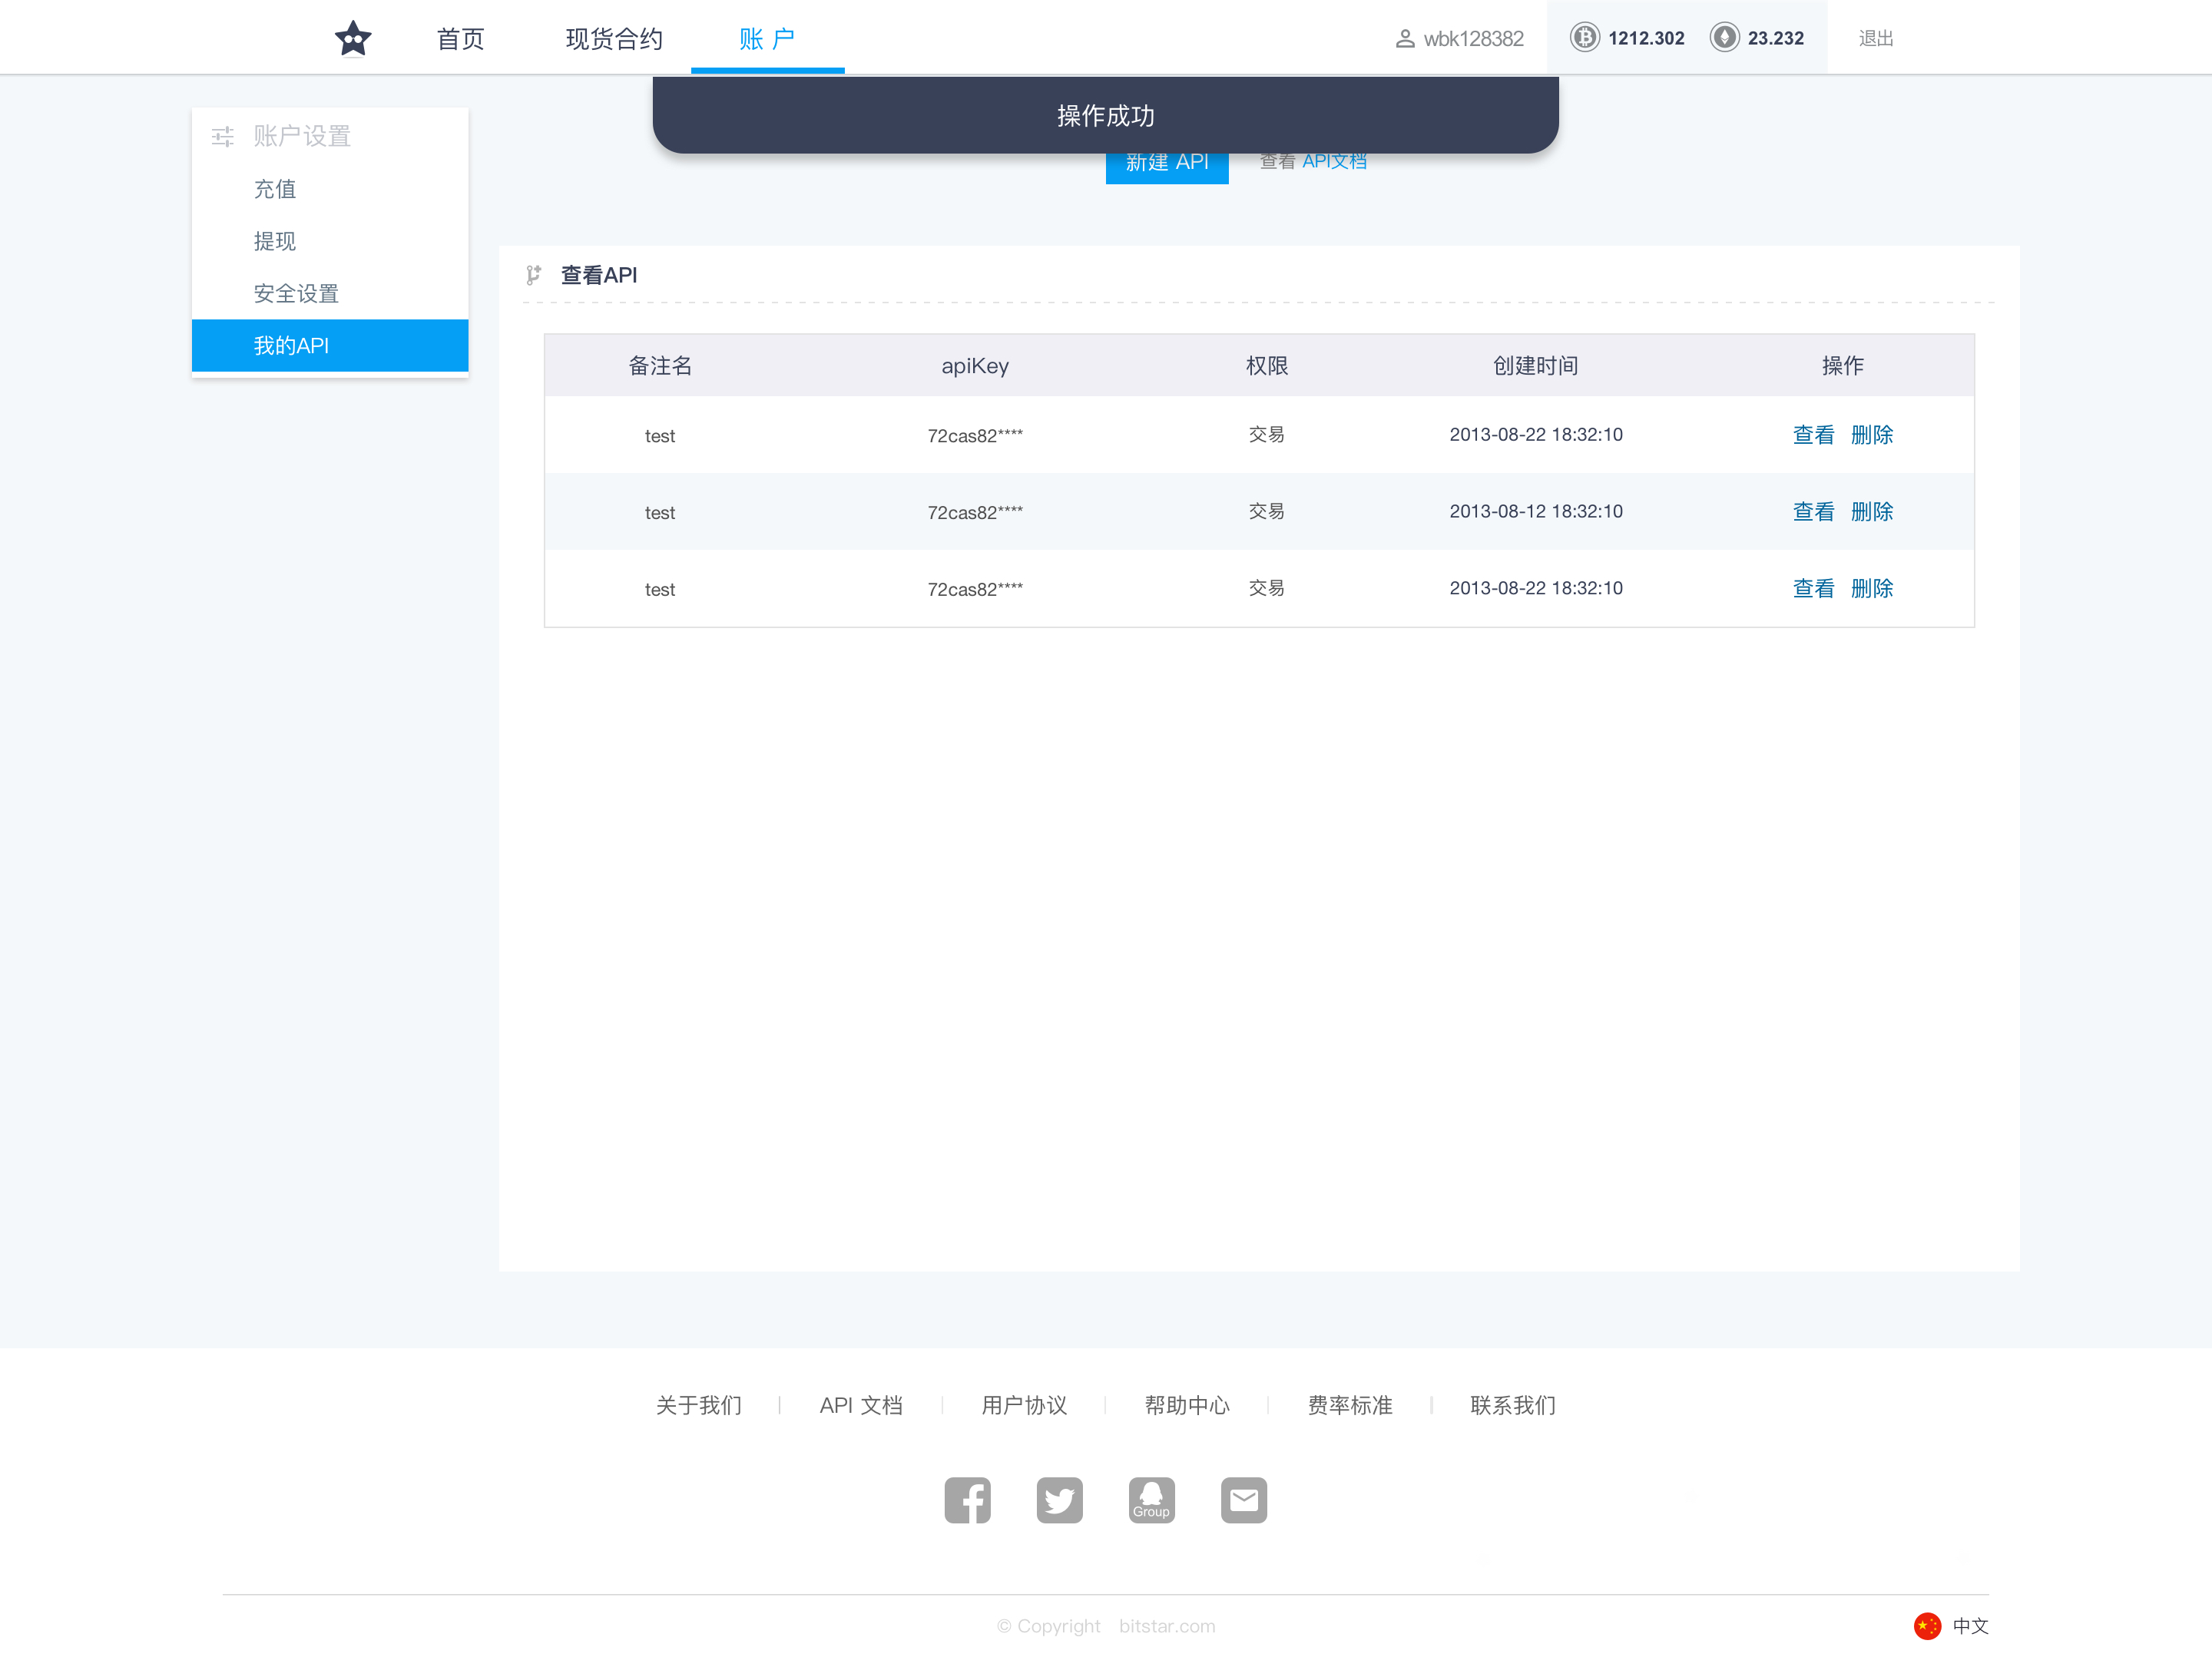 首页 现货合约 账 户 wbk128382 1212.302 23.232 退出
操作成功
新建 API 查看 API文档
账户设置
充值
提现
安全设置
我的API
查看API
备注名 apiKey 权限 创建时间 操作
test 72cas82**** 交易 2013-08-22 18:32:10 查看 删除
test 72cas82**** 交易 2013-08-12 18:32:10 查看 删除
test 72cas82**** 交易 2013-08-22 18:32:10 查看 删除
关于我们 | API 文档 | 用户协议 | 帮助中心 | 费率标准 | 联系我们
Group
© Copyright bitstar.com
中文